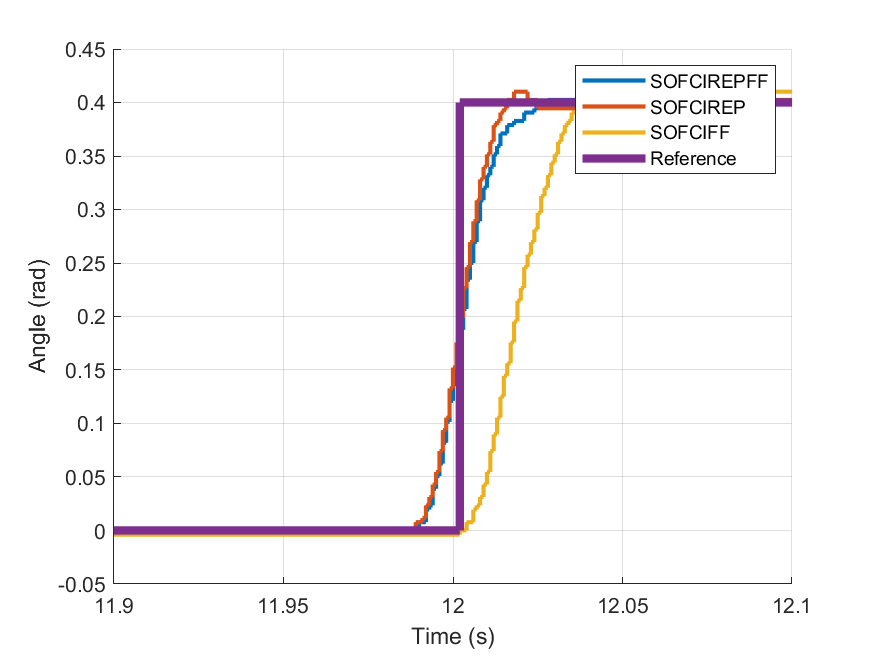 0.45
0.4
0.35
0.3
0.25
0.2
0.15
0.1
0.05
0
-0.05
Angle (rad)
SOFCIREPFF
SOFCIREP
SOFCIFF
Reference
11.9 11.95 12 12.05 12.1
Time (s)